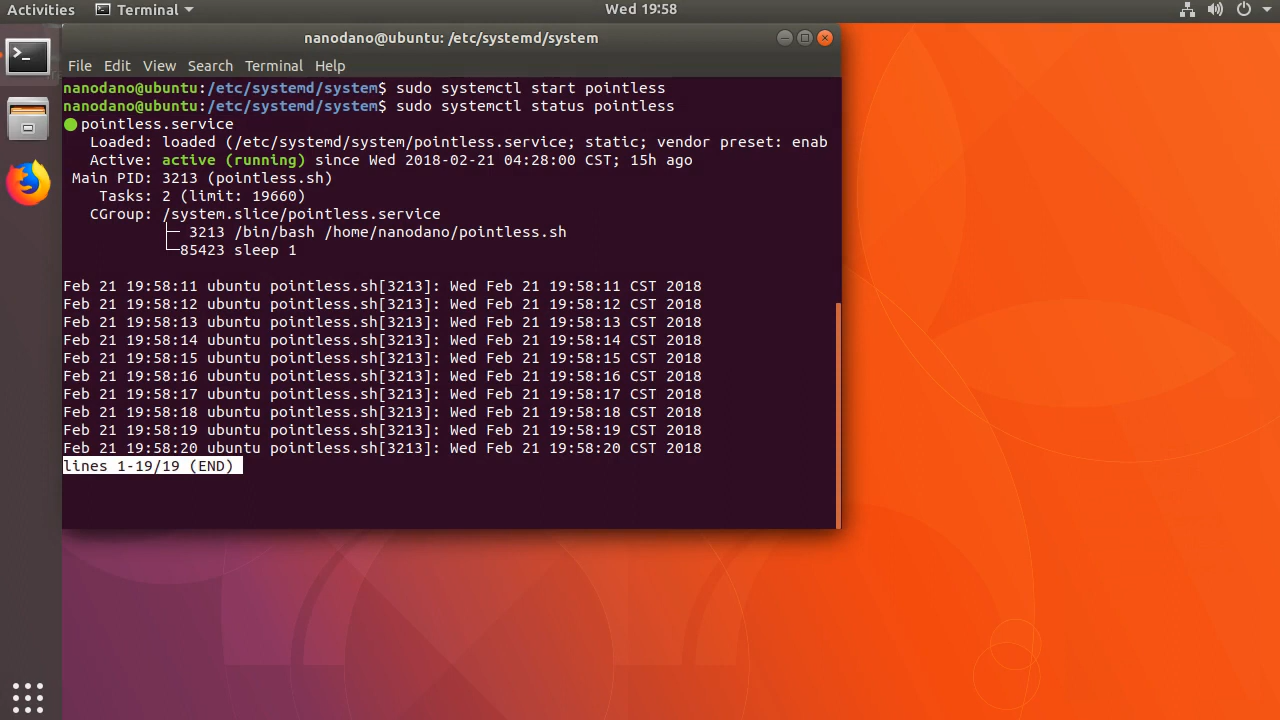 Activities Terminal Wed 19:58
nanodano@ubuntu: /etc/systemd/system
File Edit View Search Terminal Help
nanodano@ubuntu:/etc/systemd/system$ sudo systemctl start pointless
nanodano@ubuntu:/etc/systemd/system$ sudo systemctl status pointless
● pointless.service
   Loaded: loaded (/etc/systemd/system/pointless.service; static; vendor preset: enab
   Active: active (running) since Wed 2018-02-21 04:28:00 CST; 15h ago
 Main PID: 3213 (pointless.sh)
    Tasks: 2 (limit: 19660)
   CGroup: /system.slice/pointless.service
           ├─ 3213 /bin/bash /home/nanodano/pointless.sh
           └─85423 sleep 1
Feb 21 19:58:11 ubuntu pointless.sh[3213]: Wed Feb 21 19:58:11 CST 2018
Feb 21 19:58:12 ubuntu pointless.sh[3213]: Wed Feb 21 19:58:12 CST 2018
Feb 21 19:58:13 ubuntu pointless.sh[3213]: Wed Feb 21 19:58:13 CST 2018
Feb 21 19:58:14 ubuntu pointless.sh[3213]: Wed Feb 21 19:58:14 CST 2018
Feb 21 19:58:15 ubuntu pointless.sh[3213]: Wed Feb 21 19:58:15 CST 2018
Feb 21 19:58:16 ubuntu pointless.sh[3213]: Wed Feb 21 19:58:16 CST 2018
Feb 21 19:58:17 ubuntu pointless.sh[3213]: Wed Feb 21 19:58:17 CST 2018
Feb 21 19:58:18 ubuntu pointless.sh[3213]: Wed Feb 21 19:58:18 CST 2018
Feb 21 19:58:19 ubuntu pointless.sh[3213]: Wed Feb 21 19:58:19 CST 2018
Feb 21 19:58:20 ubuntu pointless.sh[3213]: Wed Feb 21 19:58:20 CST 2018
lines 1-19/19 (END)